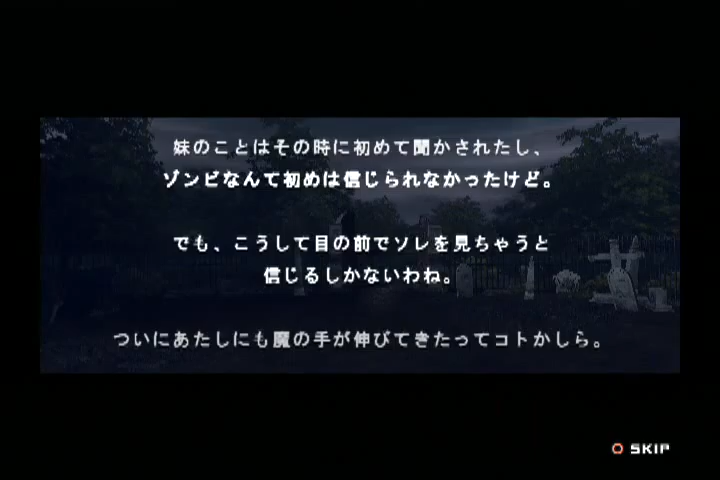 妹のことはその時に初めて聞かされたし、
ゾンビなんて初めは信じられなかったけど。
でも、こうして目の前でソレを見ちゃうと
信じるしかないわね。
ついにあたしにも魔の手が伸びてきたってコトかしら。
SKIP